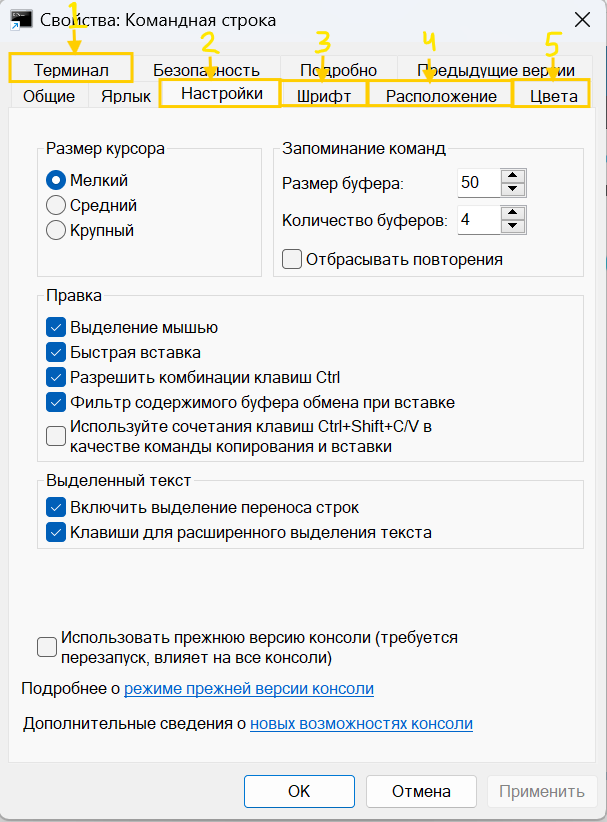 Свойства: Командная строка
1 2 3 4 5
Терминал Безопасность Подробно Предыдущие версии
Общие Ярлык Настройки Шрифт Расположение Цвета
Размер курсора
Мелкий
Средний
Крупный
Запоминание команд
Размер буфера: 50
Количество буферов: 4
Отбрасывать повторения
Правка
Выделение мышью
Быстрая вставка
Разрешить комбинации клавиш Ctrl
Фильтр содержимого буфера обмена при вставке
Используйте сочетания клавиш Ctrl+Shift+C/V в
качестве команды копирования и вставки
Выделенный текст
Включить выделение переноса строк
Клавиши для расширенного выделения текста
Использовать прежнюю версию консоли (требуется
перезапуск, влияет на все консоли)
Подробнее о режиме прежней версии консоли
Дополнительные сведения о новых возможностях консоли
ОК Отмена Применить